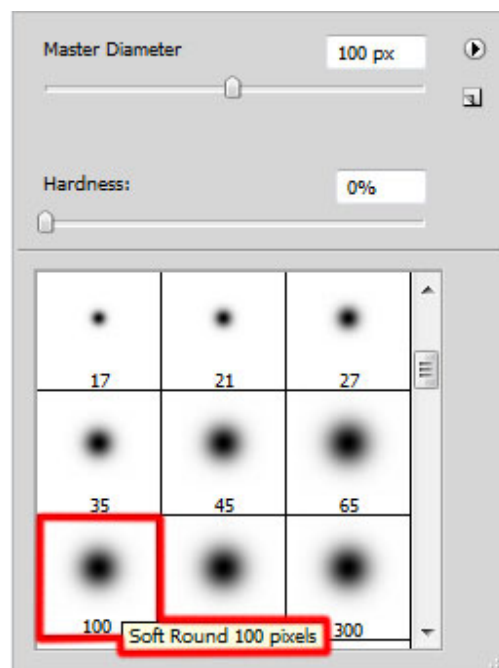 Master Diameter 100 px
Hardness: 0%
17 21 27
35 45 65
100 300
Soft Round 100 pixels